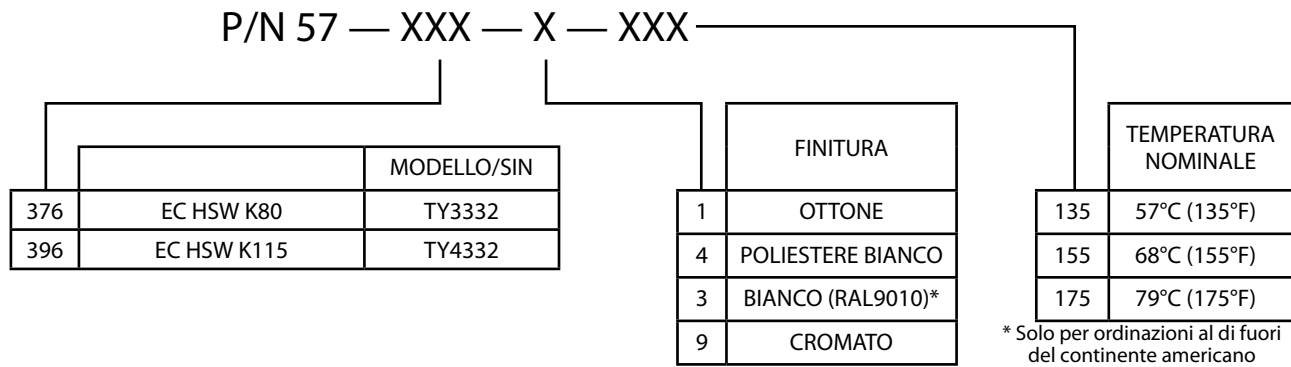 P/N 57 — XXX — X — XXX
MODELLO/SIN
376 EC HSW K80 TY3332
396 EC HSW K115 TY4332
FINITURA
1 OTTONE
4 POLIESTERE BIANCO
3 BIANCO (RAL9010)*
9 CROMATO
TEMPERATURA
NOMINALE
135 57°C (135°F)
155 68°C (155°F)
175 79°C (175°F)
* Solo per ordinazioni al di fuori
del continente americano